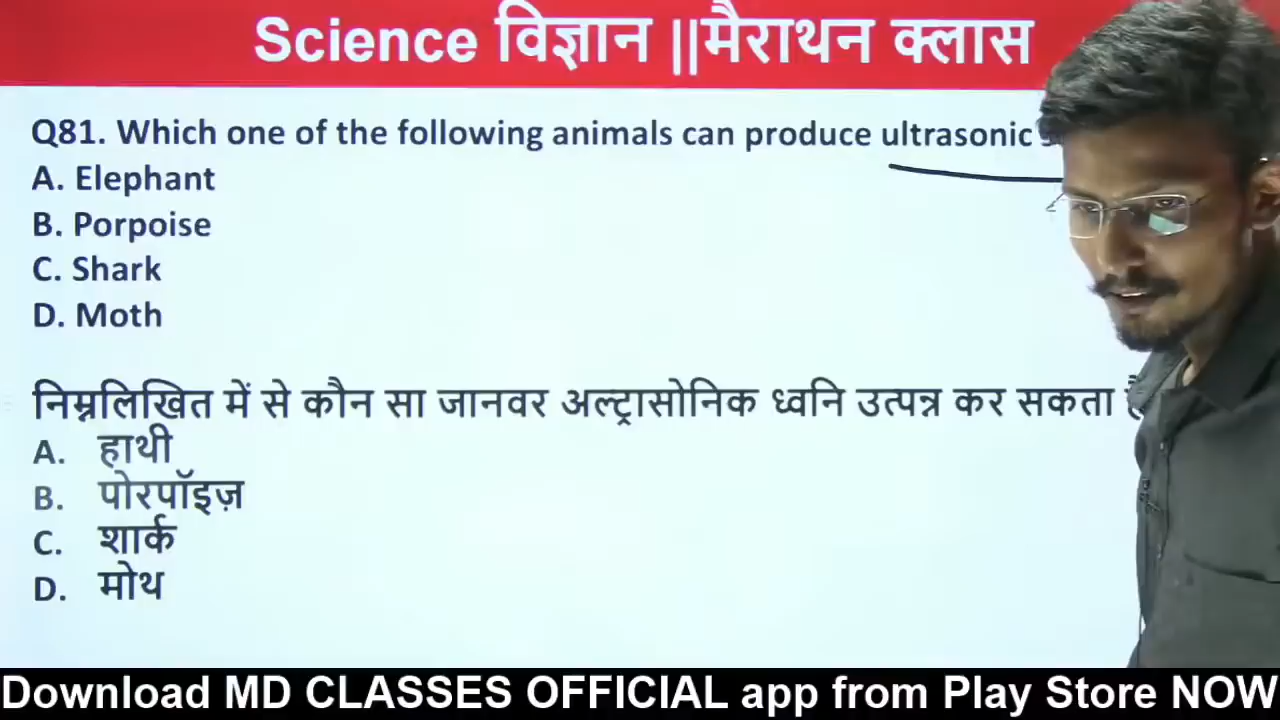 Science विज्ञान ||मैराथन क्लास
Q81. Which one of the following animals can produce ultrasonic
A. Elephant
B. Porpoise
C. Shark
D. Moth
निम्नलिखित में से कौन सा जानवर अल्ट्रासोनिक ध्वनि उत्पन्न कर सकता
A. हाथी
B. पोरपॉइज़
C. शार्क
D. मोथ
Download MD CLASSES OFFICIAL app from Play Store NOW